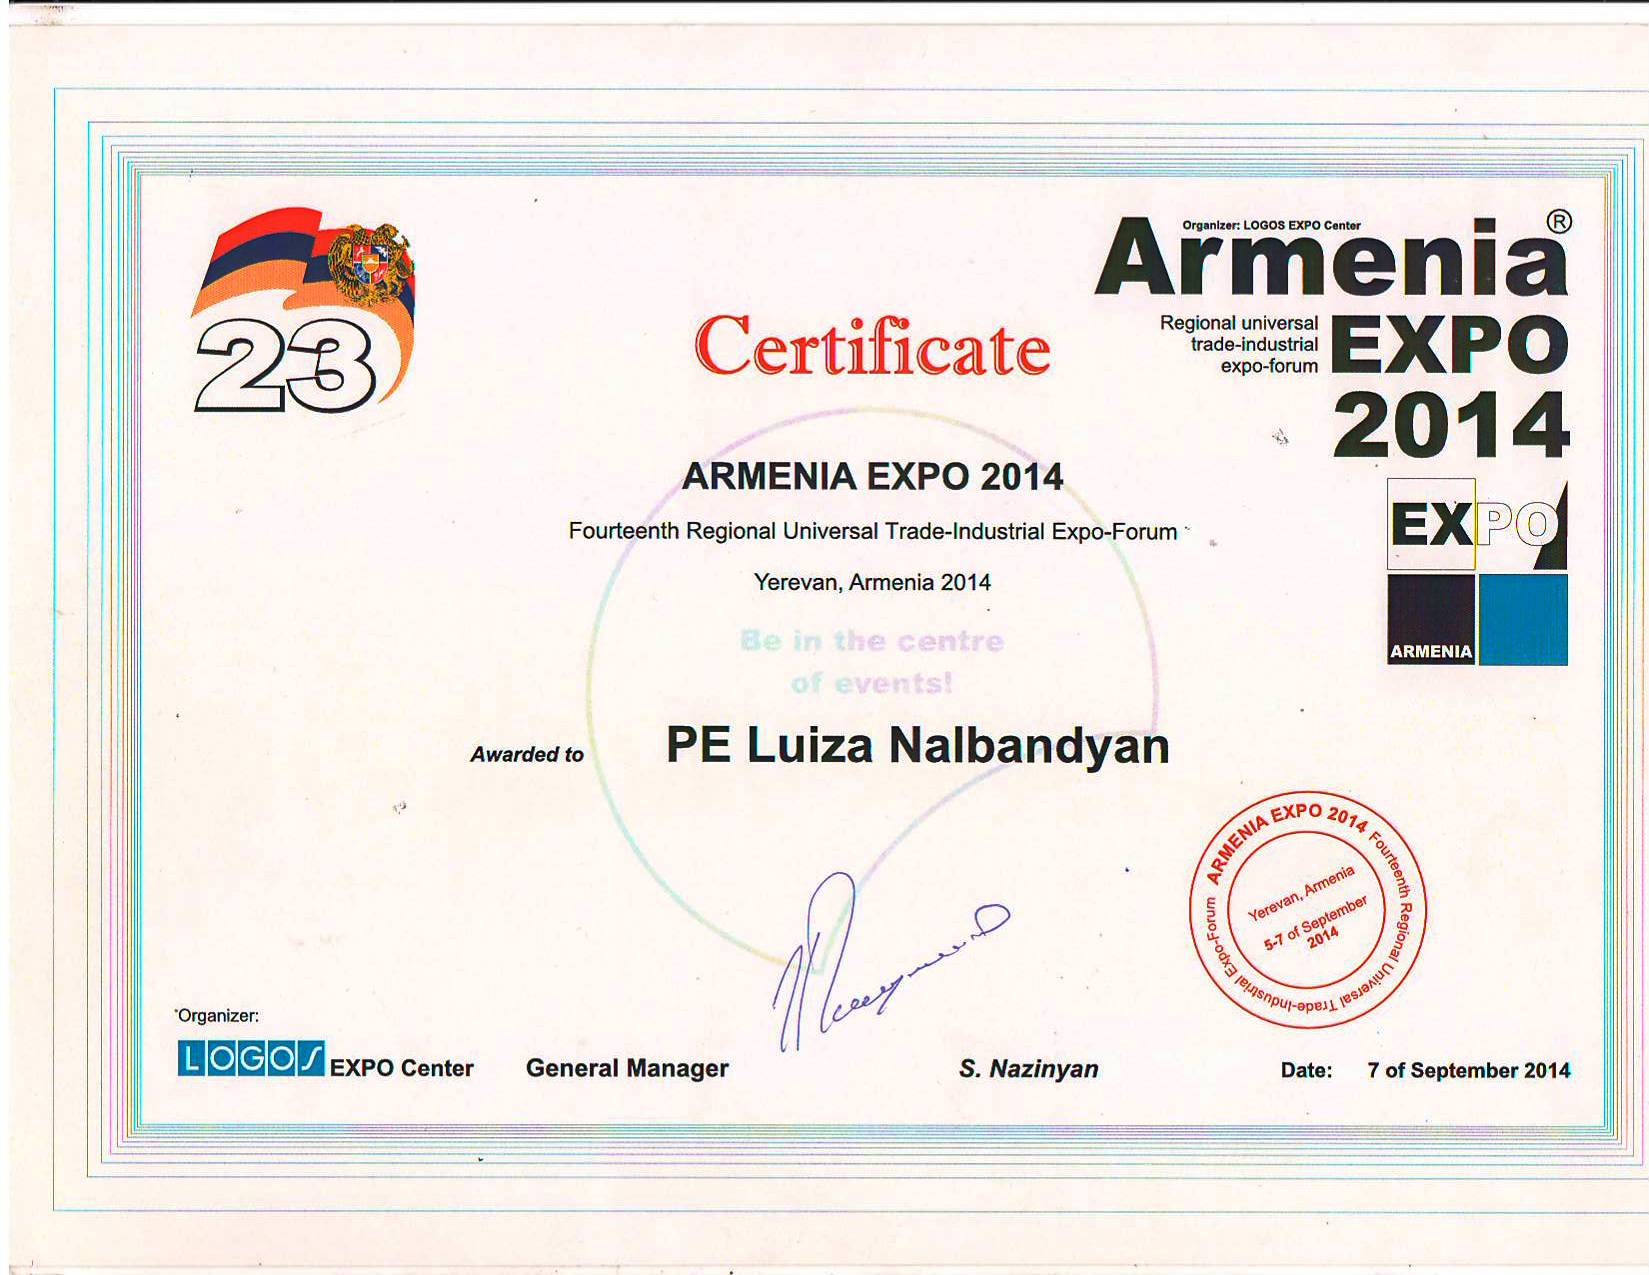 23
Organizer: LOGOS EXPO Center
Armenia®
Regional universal
trade-industrial
expo-forum
EXPO
2014
Certificate
ARMENIA EXPO 2014
Fourteenth Regional Universal Trade-Industrial Expo-Forum
Yerevan, Armenia 2014
EXPO
ARMENIA
Be in the centre
of events!
Awarded to PE Luiza Nalbandyan
ARMENIA EXPO 2014 Fourteenth Regional Universal Trade-Industrial Expo-Forum
Yerevan, Armenia
5-7 of September
2014
Organizer:
LOGOS EXPO Center General Manager S. Nazinyan Date: 7 of September 2014